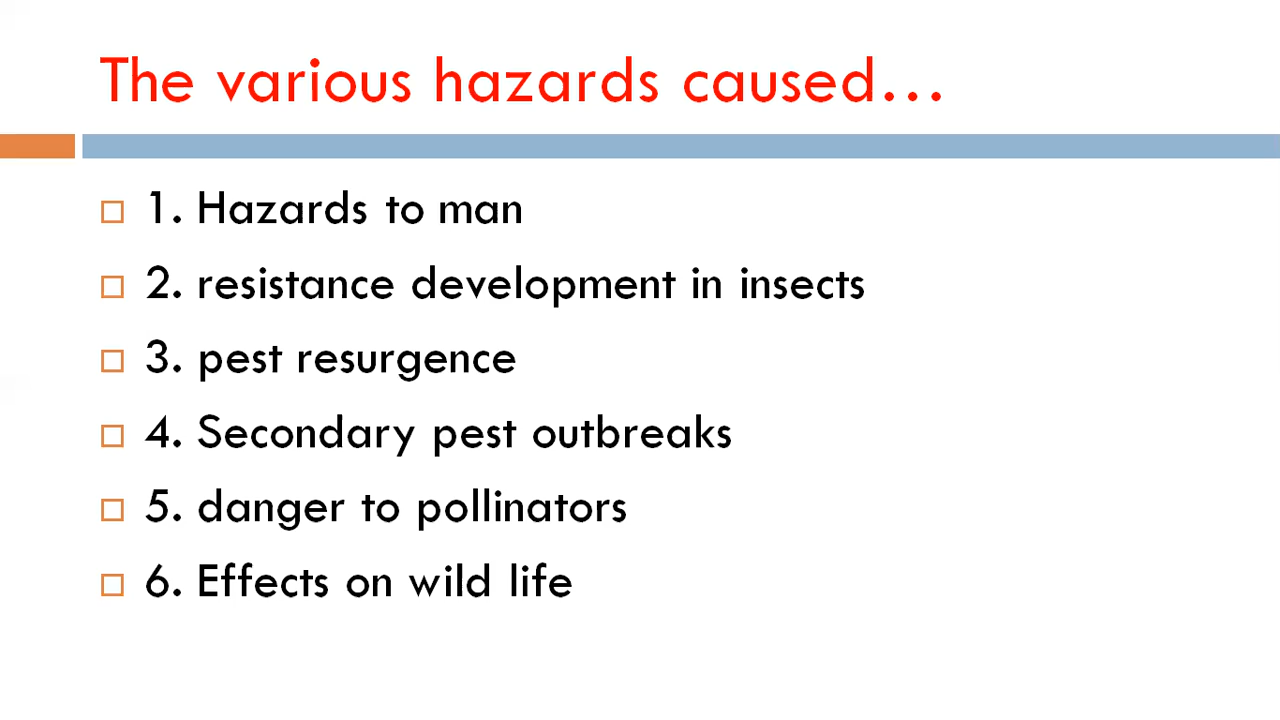 The various hazards caused...
1. Hazards to man
2. resistance development in insects
3. pest resurgence
4. Secondary pest outbreaks
5. danger to pollinators
6. Effects on wild life